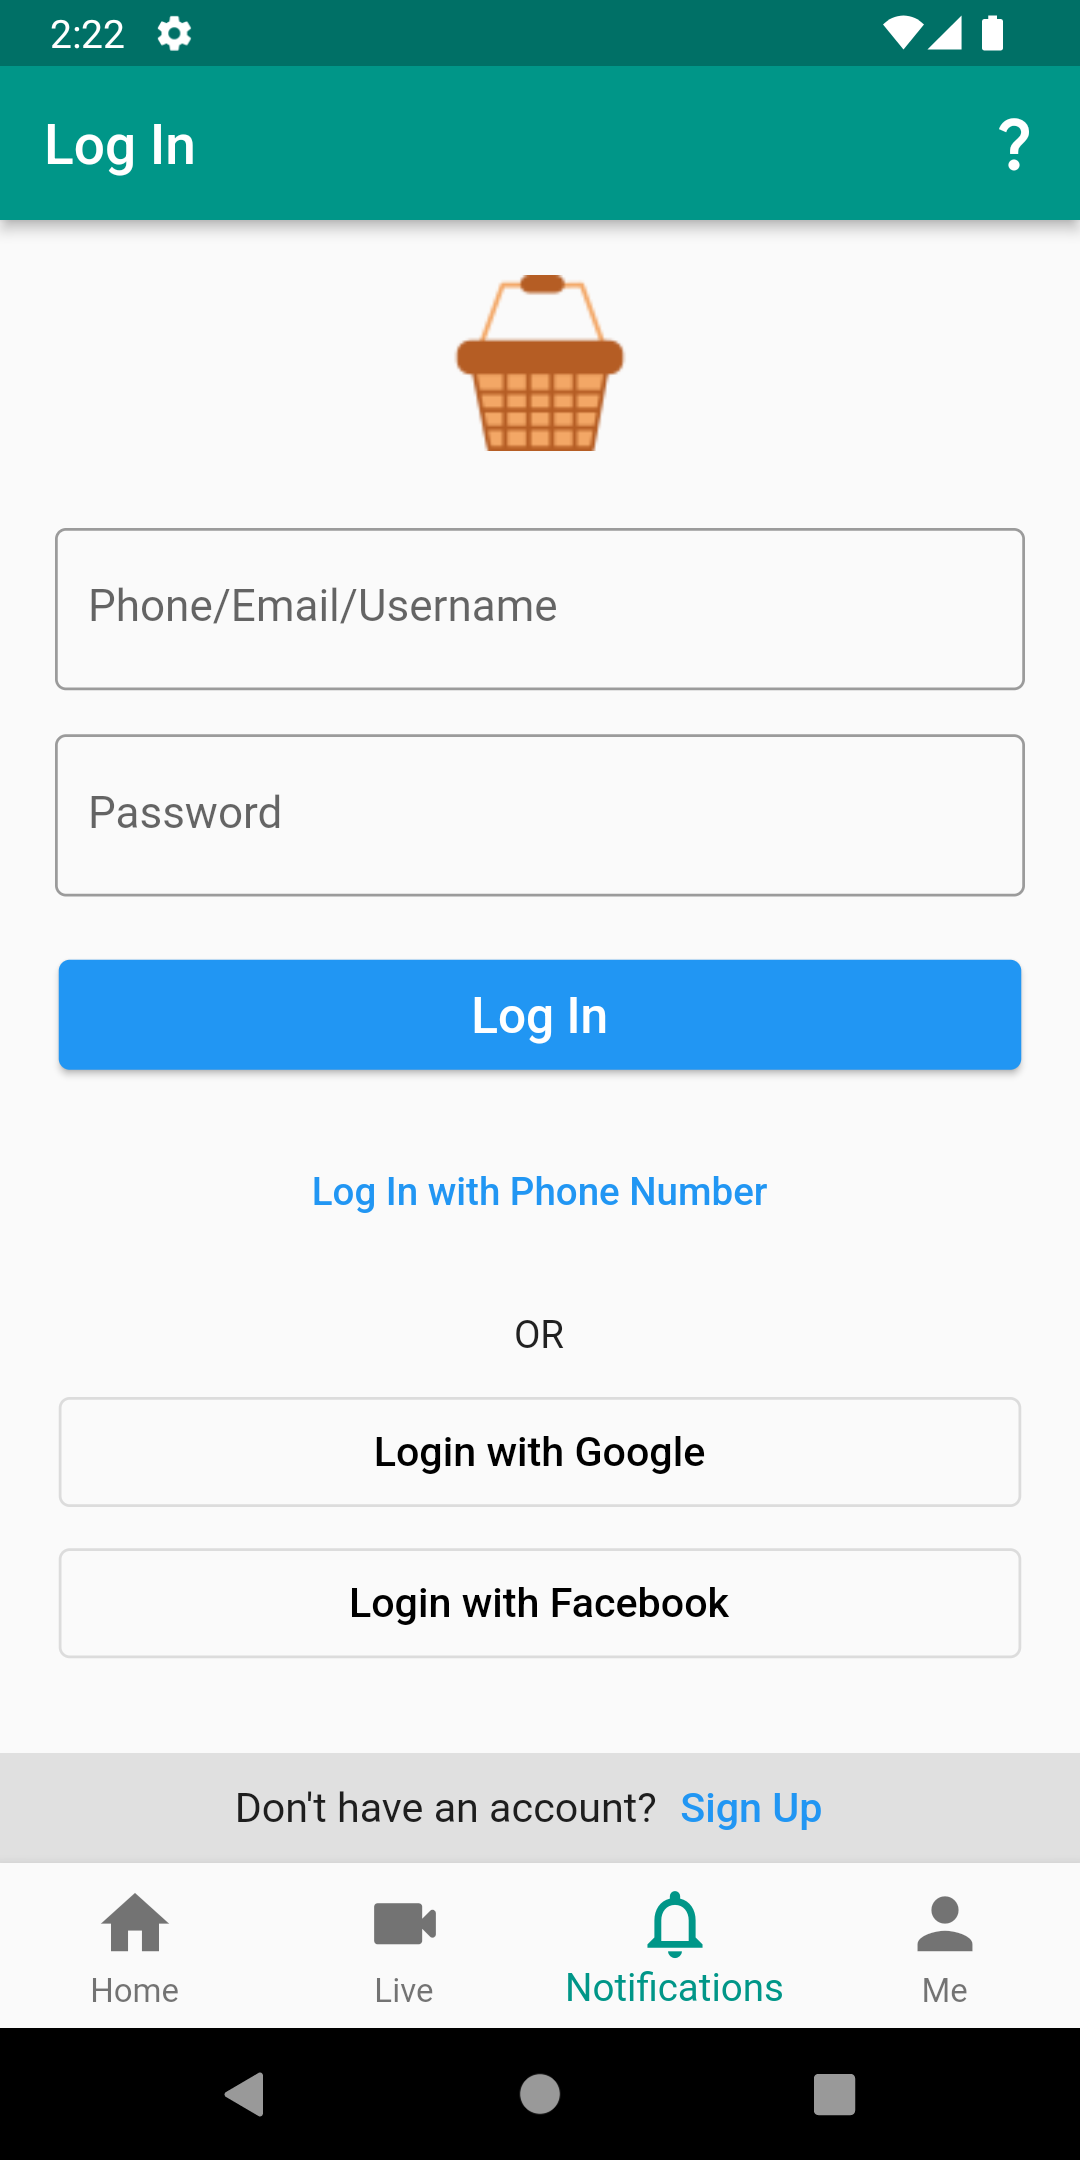 2:22
Log In
?
Phone/Email/Username
Password
Log In
Log In with Phone Number
OR
Login with Google
Login with Facebook
Don't have an account? Sign Up
Home Live Notifications Me